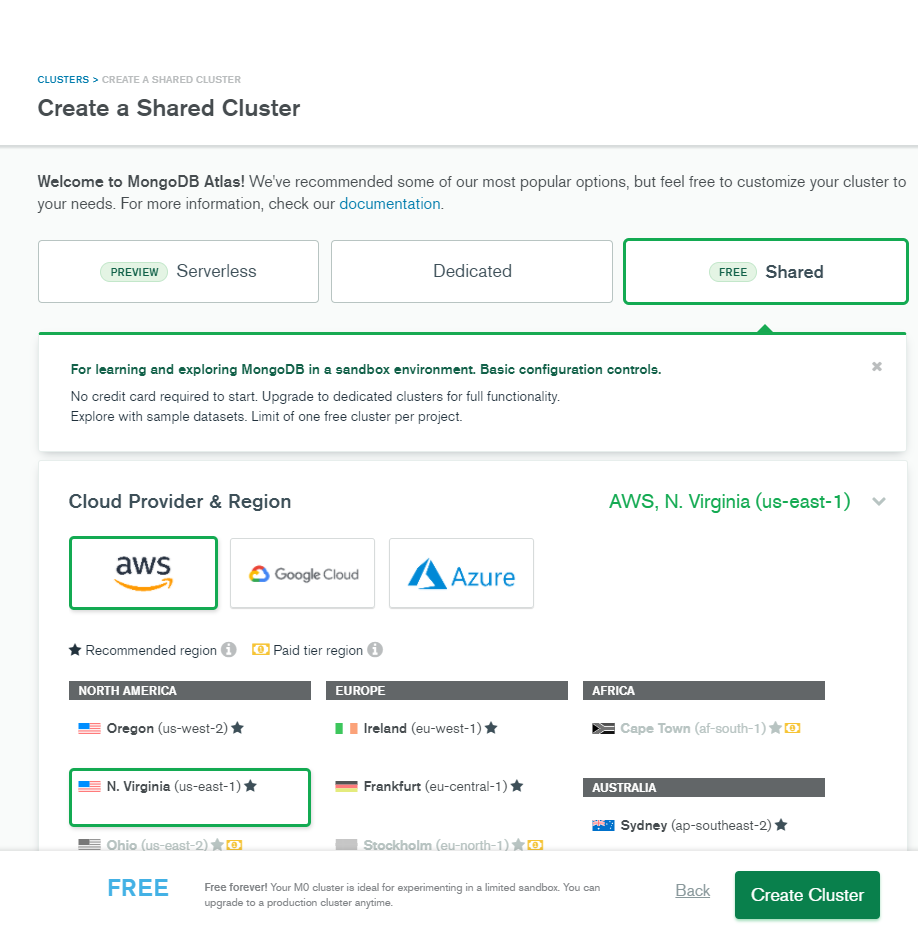 CLUSTERS > CREATE A SHARED CLUSTER
Create a Shared Cluster
Welcome to MongoDB Atlas! We've recommended some of our most popular options, but feel free to customize your cluster to
your needs. For more information, check our documentation.
PREVIEW Serverless
Dedicated
FREE Shared
For learning and exploring MongoDB in a sandbox environment. Basic configuration controls.
No credit card required to start. Upgrade to dedicated clusters for full functionality.
Explore with sample datasets. Limit of one free cluster per project.
Cloud Provider & Region
AWS, N. Virginia (us-east-1)
aws
Google Cloud
Azure
Recommended region
Paid tier region
NORTH AMERICA
Oregon (us-west-2)
N. Virginia (us-east-1)
Ohio (us-east-2)
EUROPE
Ireland (eu-west-1)
Frankfurt (eu-central-1)
Stockholm (eu-north-1)
AFRICA
Cape Town (af-south-1)
AUSTRALIA
Sydney (ap-southeast-2)
FREE
Free forever! Your M0 cluster is ideal for experimenting in a limited sandbox. You can
upgrade to a production cluster anytime.
Back
Create Cluster